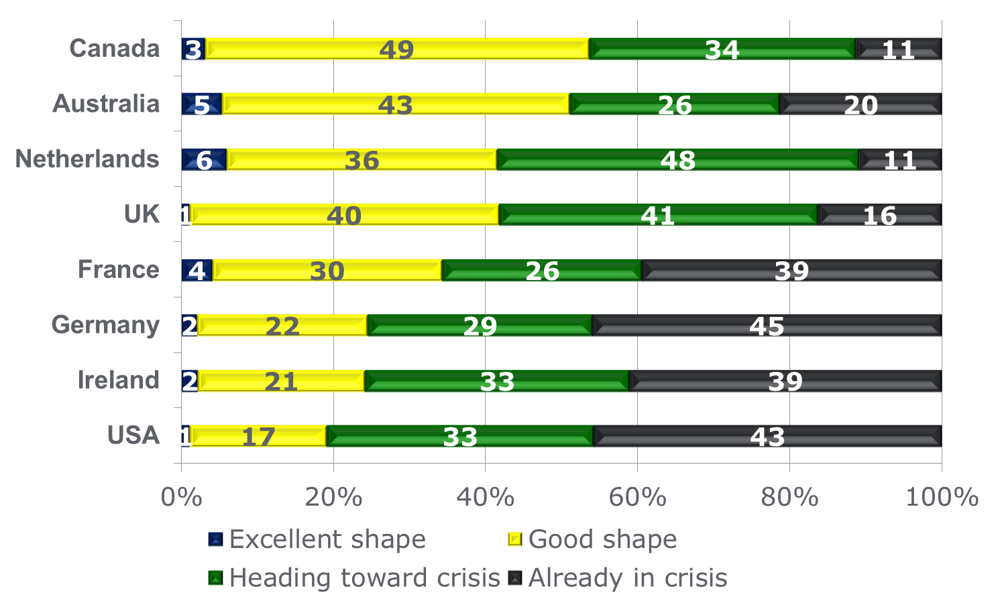 Canada 3 49 34 11
Australia 5 43 26 20
Netherlands 6 36 48 11
UK 1 40 41 16
France 4 30 26 39
Germany 2 22 29 45
Ireland 2 21 33 39
USA 1 17 33 43
0% 20% 40% 60% 80% 100%
Excellent shape Good shape
Heading toward crisis Already in crisis